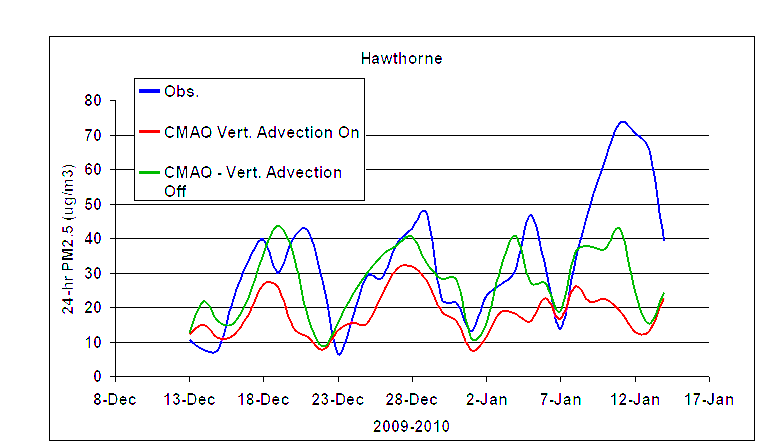 Hawthorne
Obs.
CMAQ Vert. Advection On
CMAQ - Vert. Advection
Off
24-hr PM2.5 (ug/m3)
80
70
60
50
40
30
20
10
0
8-Dec 13-Dec 18-Dec 23-Dec 28-Dec 2-Jan 7-Jan 12-Jan 17-Jan
2009-2010